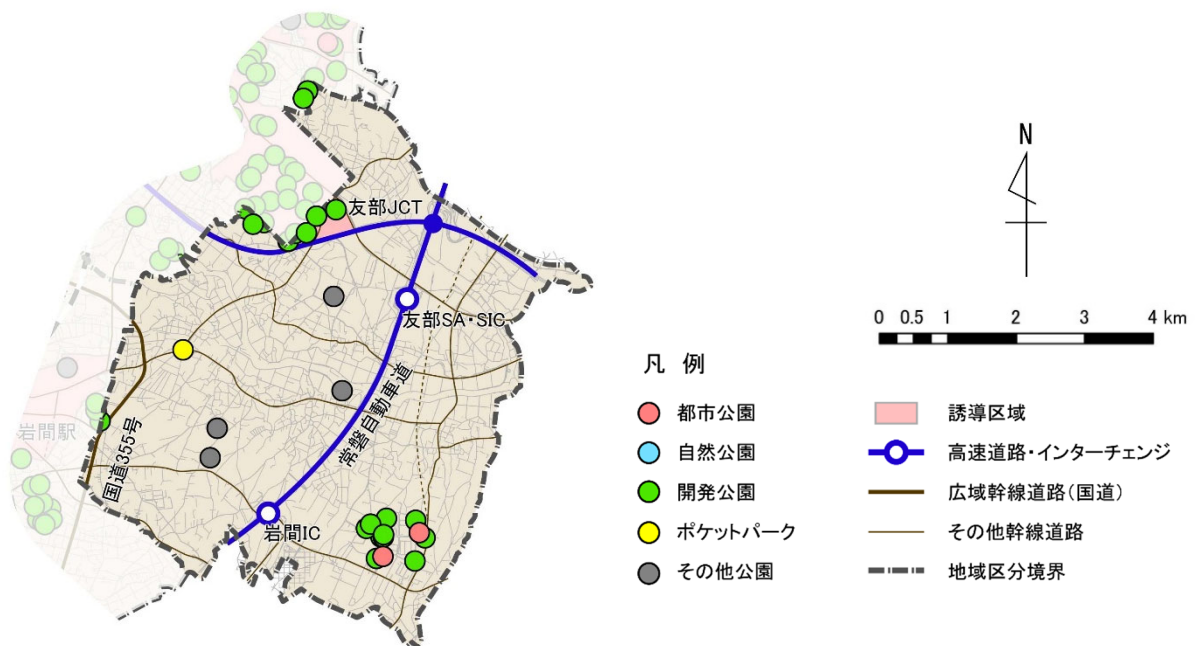 友部JCT
友部SA・SIC
常磐自動車道
岩間駅
国道355号
岩間IC
N
0 0.5 1 2 3 4 km
凡 例
都市公園
自然公園
開発公園
ポケットパーク
その他公園
誘導区域
高速道路・インターチェンジ
広域幹線道路(国道)
その他幹線道路
地域区分境界